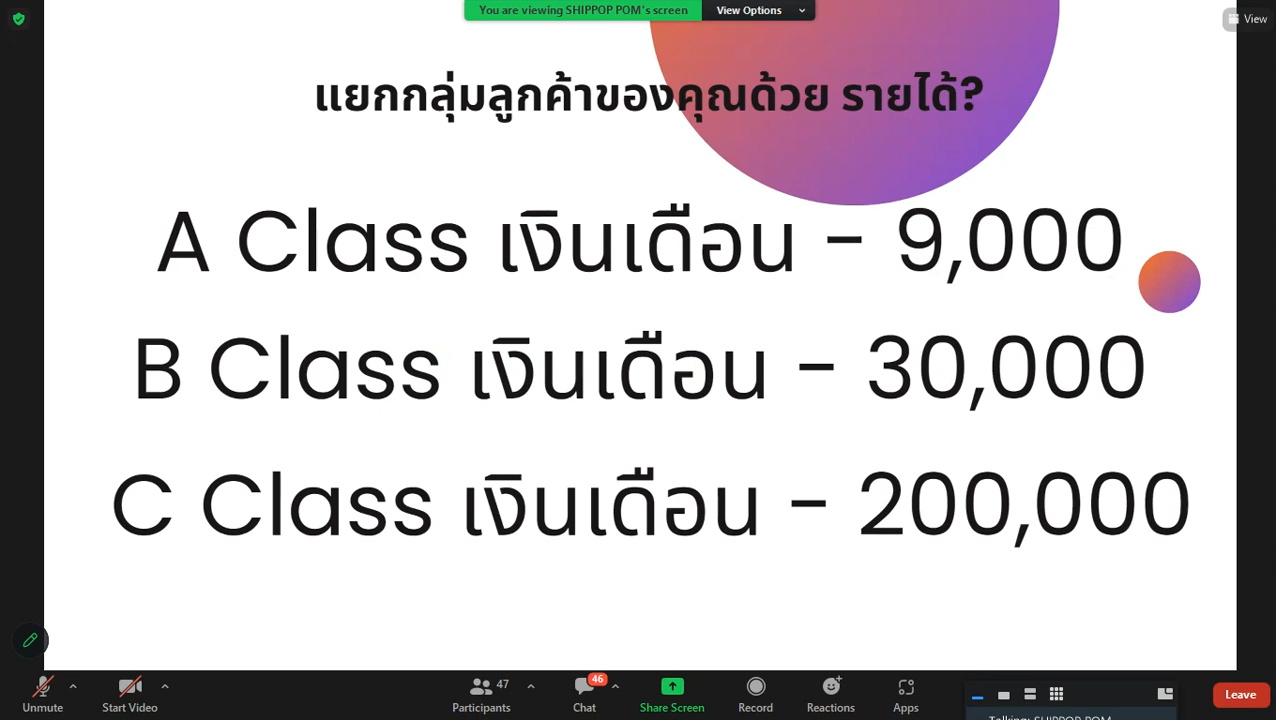 You are viewing SHIPPOP POM's screen
View Options
View
แยกกลุ่มลูกค้าของคุณด้วย รายได้?
A Class เงินเดือน - 9,000
B Class เงินเดือน - 30,000
C Class เงินเดือน - 200,000
Unmute
Start Video
47
Participants
46
Chat
Share Screen
Record
Reactions
Apps
Talking: SHIPPOP POM
Leave